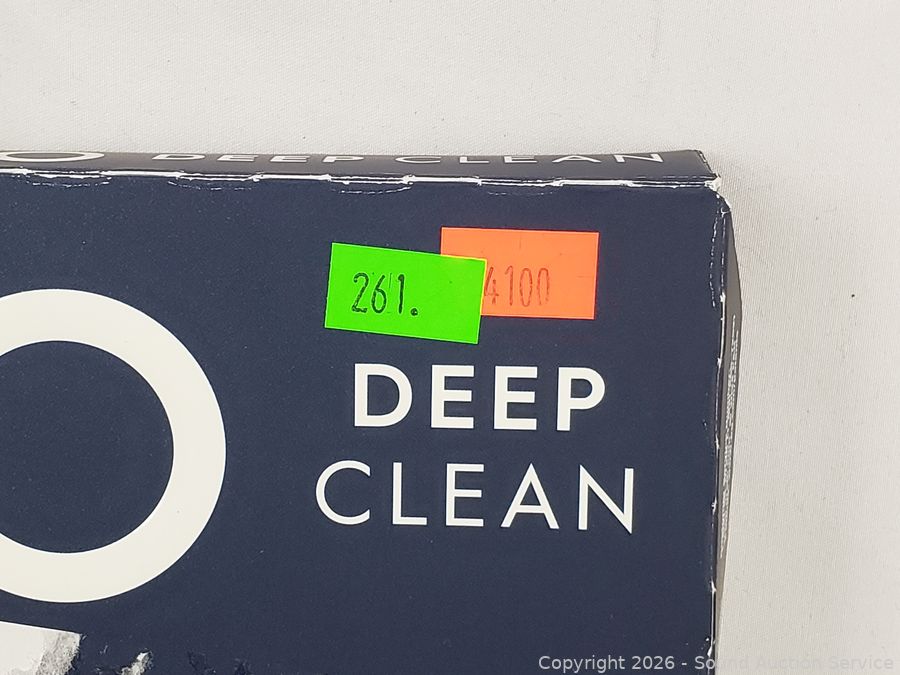 DEEP CLEAN
4100
261.
DEEP
CLEAN
Copyright 2026 - Sound Auction Service